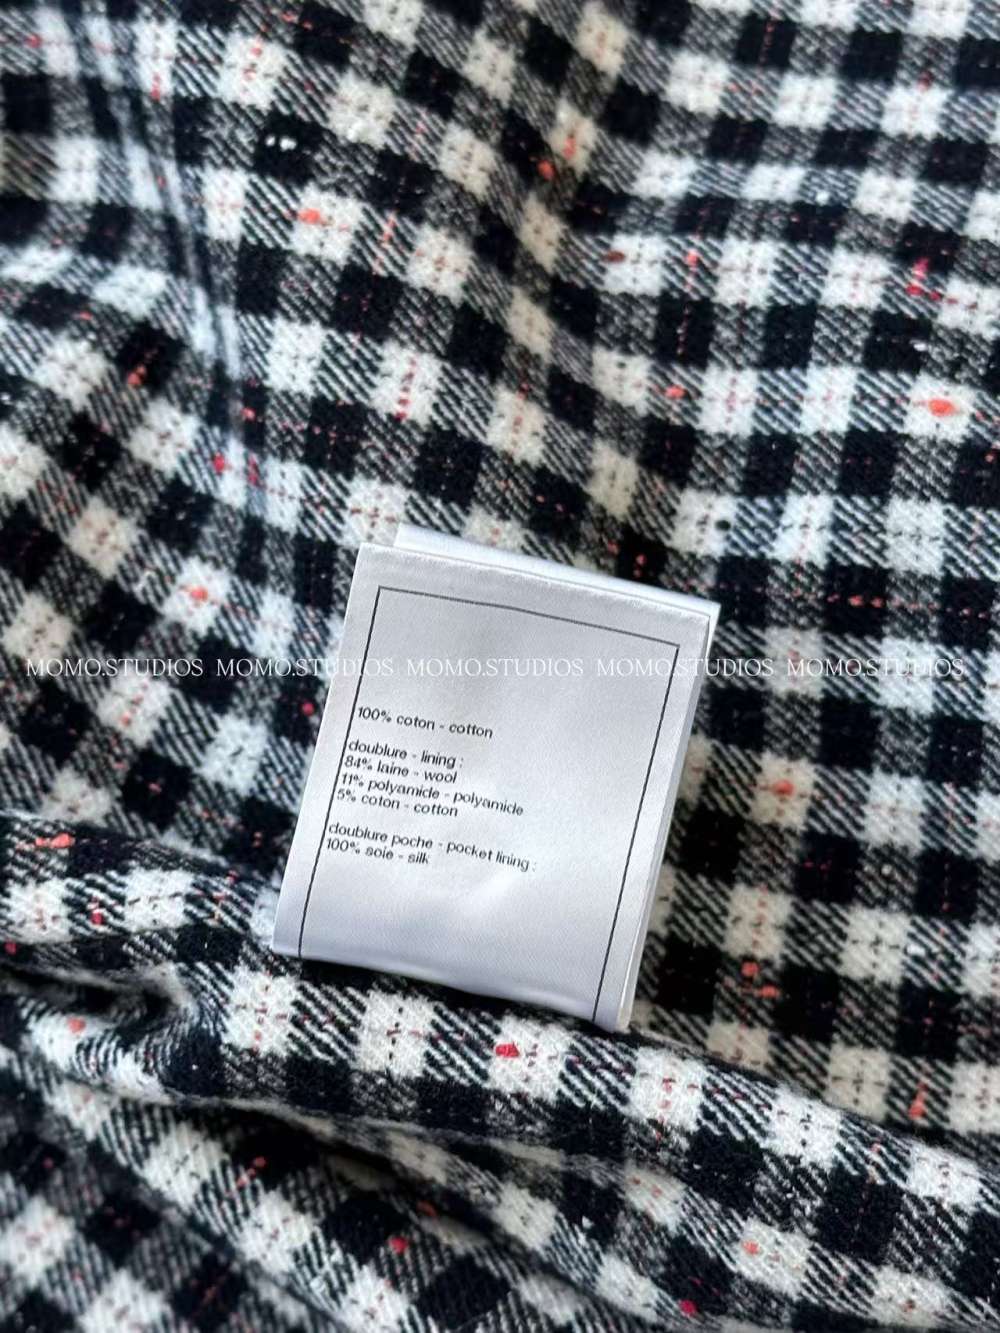 MOMO.STUDIOS MOMO.STUDIOS MOMO.STUDIOS MOMO.STUDIOS MOMO.STUDIOS
100% coton - cotton
doublure - lining :
84% laine - wool
11% polyamide - polyamide
5% coton - cotton
doublure poche - pocket lining :
100% soie - silk